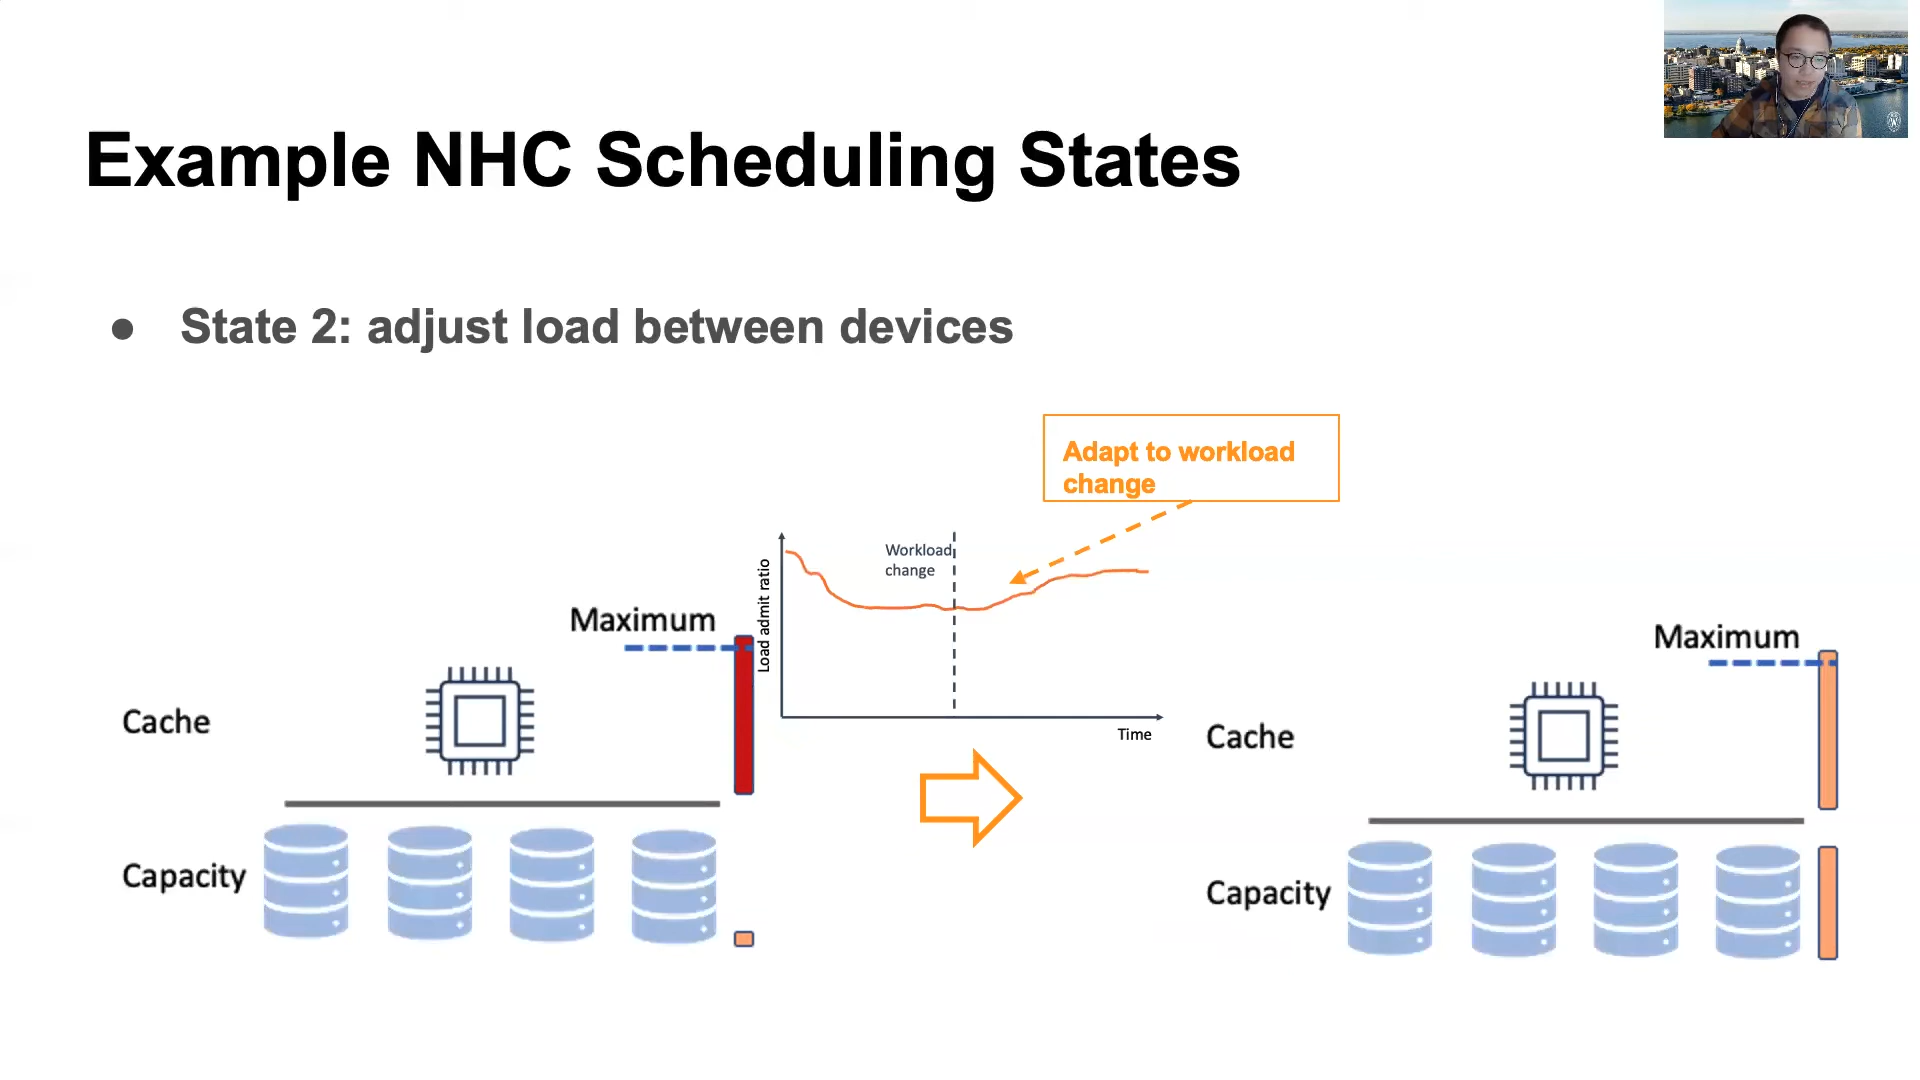 Example NHC Scheduling States
● State 2: adjust load between devices
Adapt to workload
change
Workload
change
Load admit ratio
Time
Maximum
Cache
Capacity
Maximum
Cache
Capacity